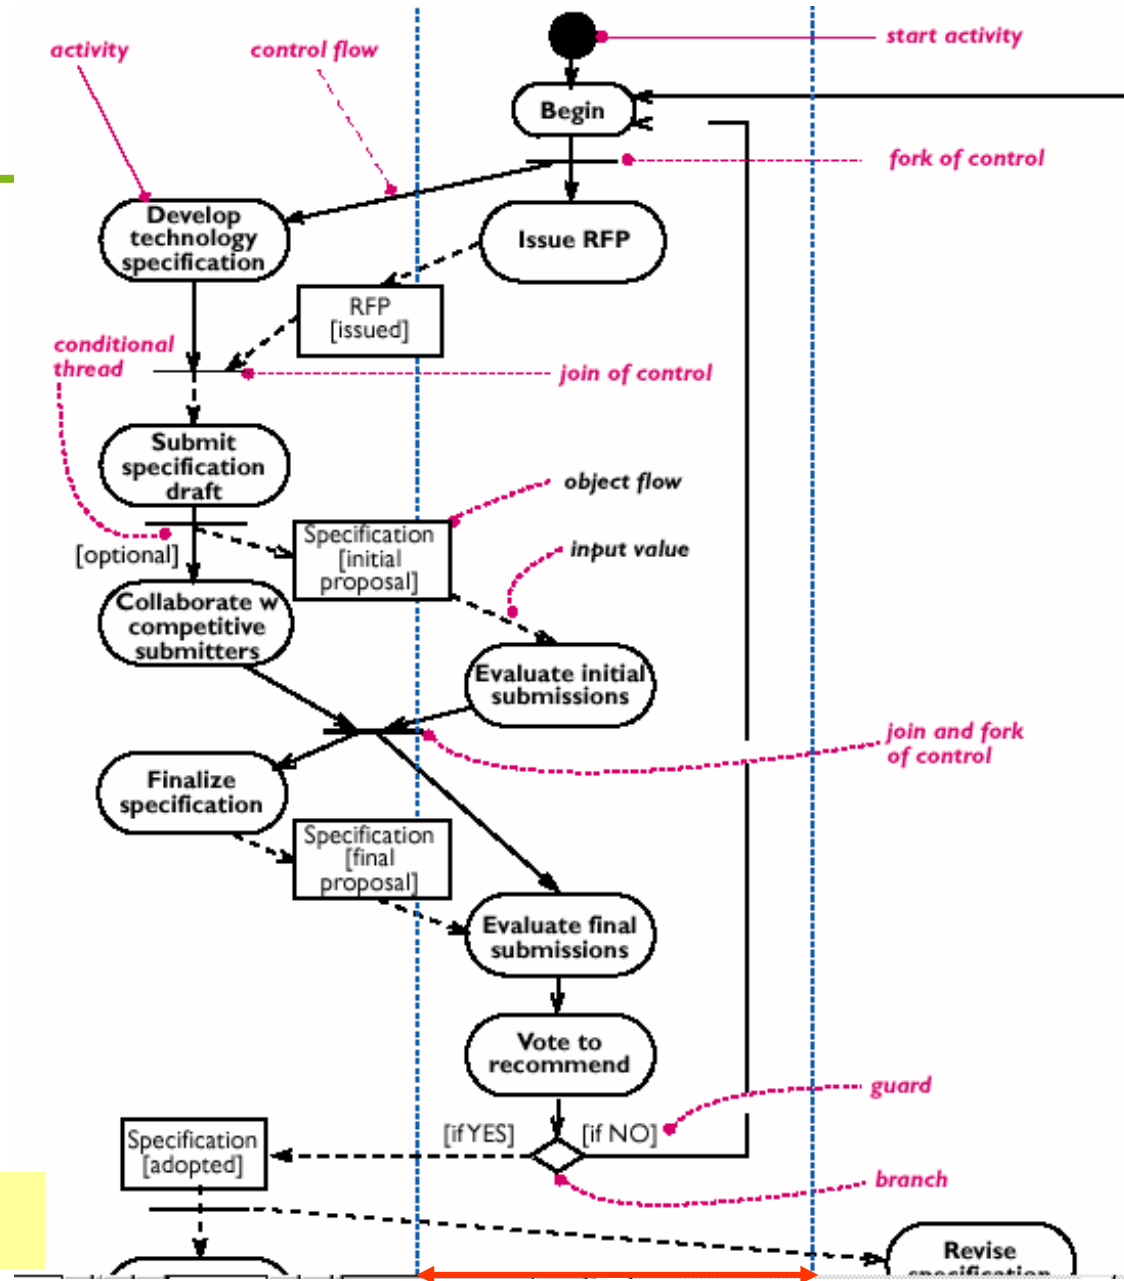 activity
control flow
start activity
Begin
fork of control
Develop
technology
specification
Issue RFP
RFP
[issued]
conditional
thread
join of control
Submit
specification
draft
object flow
Specification
[initial
proposal]
input value
[optional]
Collaborate w
competitive
submitters
Evaluate initial
submissions
join and fork
of control
Finalize
specification
Specification
[final
proposal]
Evaluate final
submissions
Vote to
recommend
guard
[if YES]
[if NO]
Specification
[adopted]
branch
Revise
specification